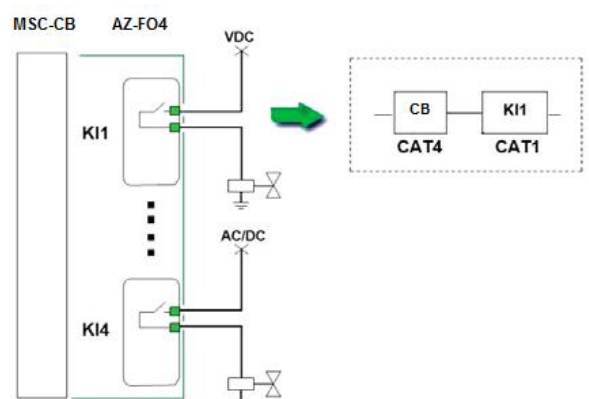 MSC-CB AZ-FO4
VDC
KI1
CB KI1
CAT4 CAT1
AC/DC
KI4